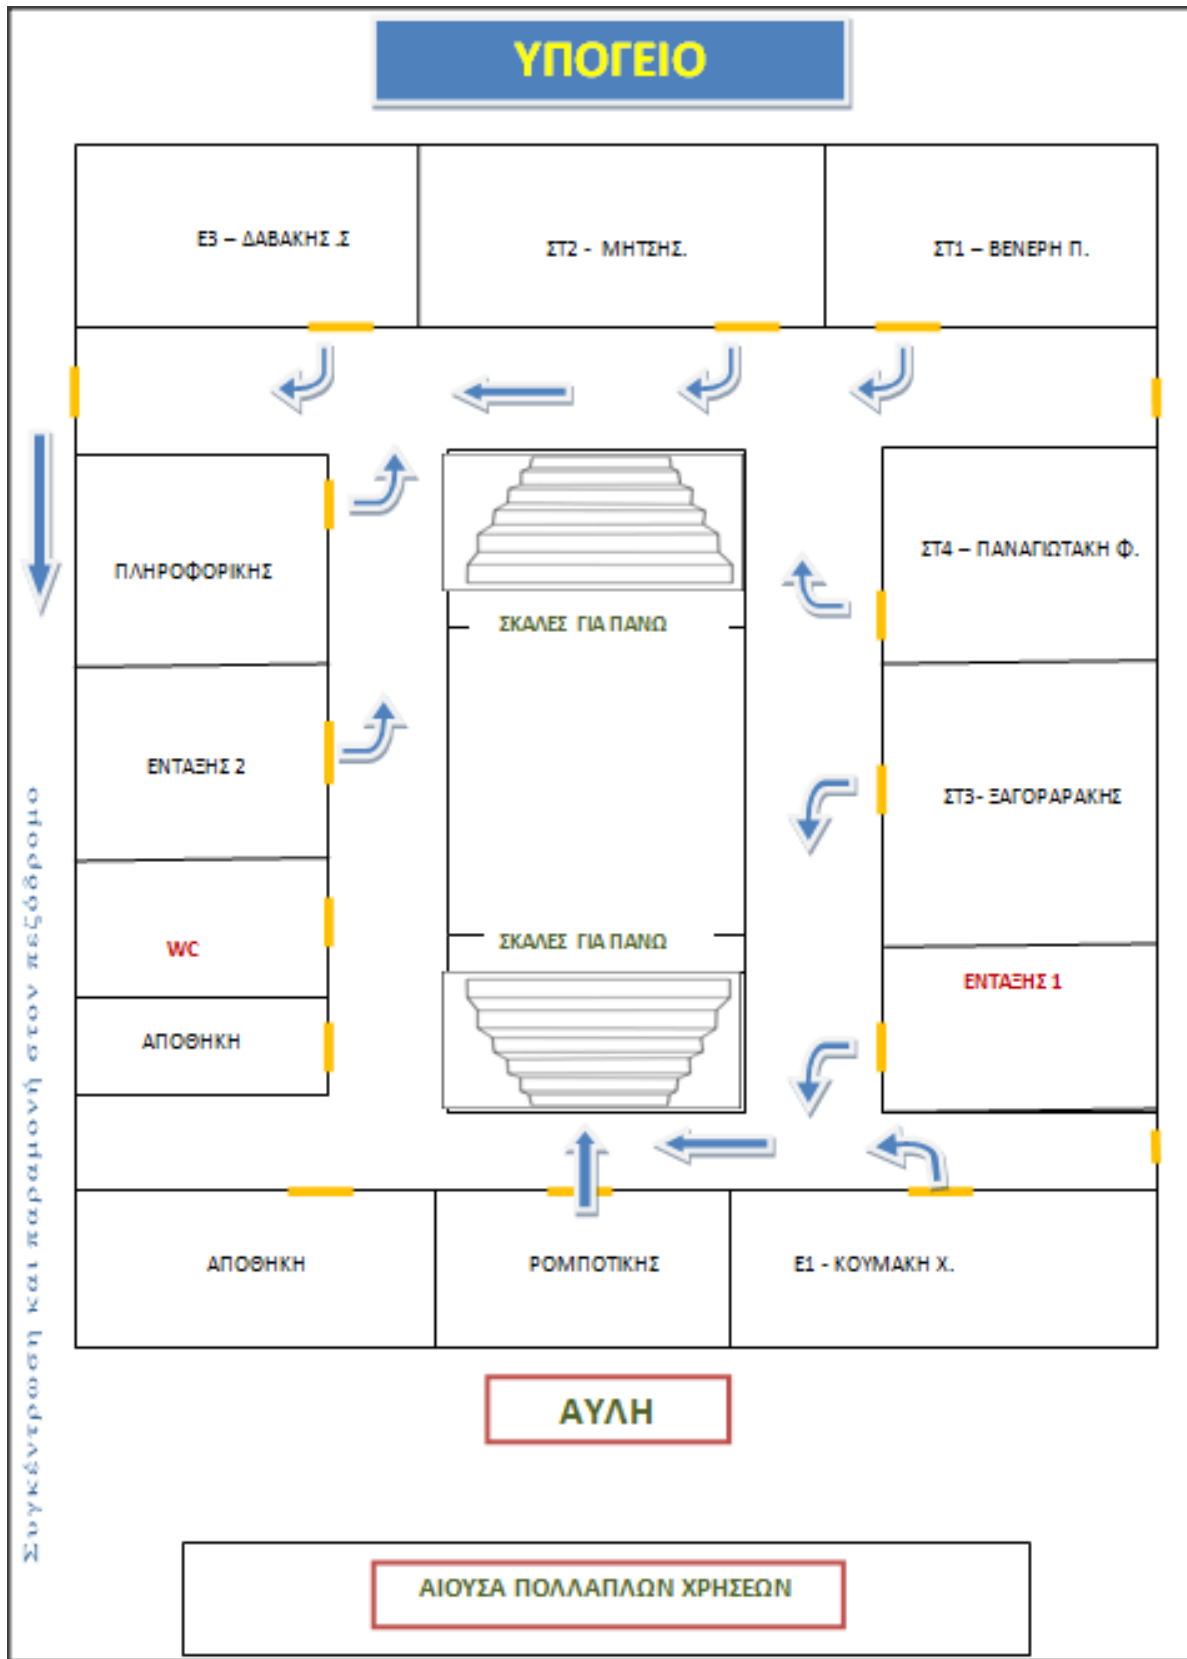 ΥΠΟΓΕΙΟ
Ε3 – ΔΑΒΑΚΗΣ .Σ
ΣΤ2 - ΜΗΤΣΗΣ.
ΣΤ1 – ΒΕΝΕΡΗ Π.
ΠΛΗΡΟΦΟΡΙΚΗΣ
ΣΤ4 – ΠΑΝΑΓΙΩΤΑΚΗ Φ.
ΣΚΑΛΕΣ ΓΙΑ ΠΑΝΩ
ΕΝΤΑΞΗΣ 2
ΣΤ3- ΞΑΓΟΡΑΡΑΚΗΣ
WC
ΣΚΑΛΕΣ ΓΙΑ ΠΑΝΩ
ΕΝΤΑΞΗΣ 1
ΑΠΟΘΗΚΗ
ΑΠΟΘΗΚΗ
ΡΟΜΠΟΤΙΚΗΣ
Ε1 - ΚΟΥΜΑΚΗ Χ.
Συγκέντρωση και παραμονή στον πεζόδρομο
ΑΥΛΗ
ΑΙΟΥΣΑ ΠΟΛΛΑΠΛΩΝ ΧΡΗΣΕΩΝ